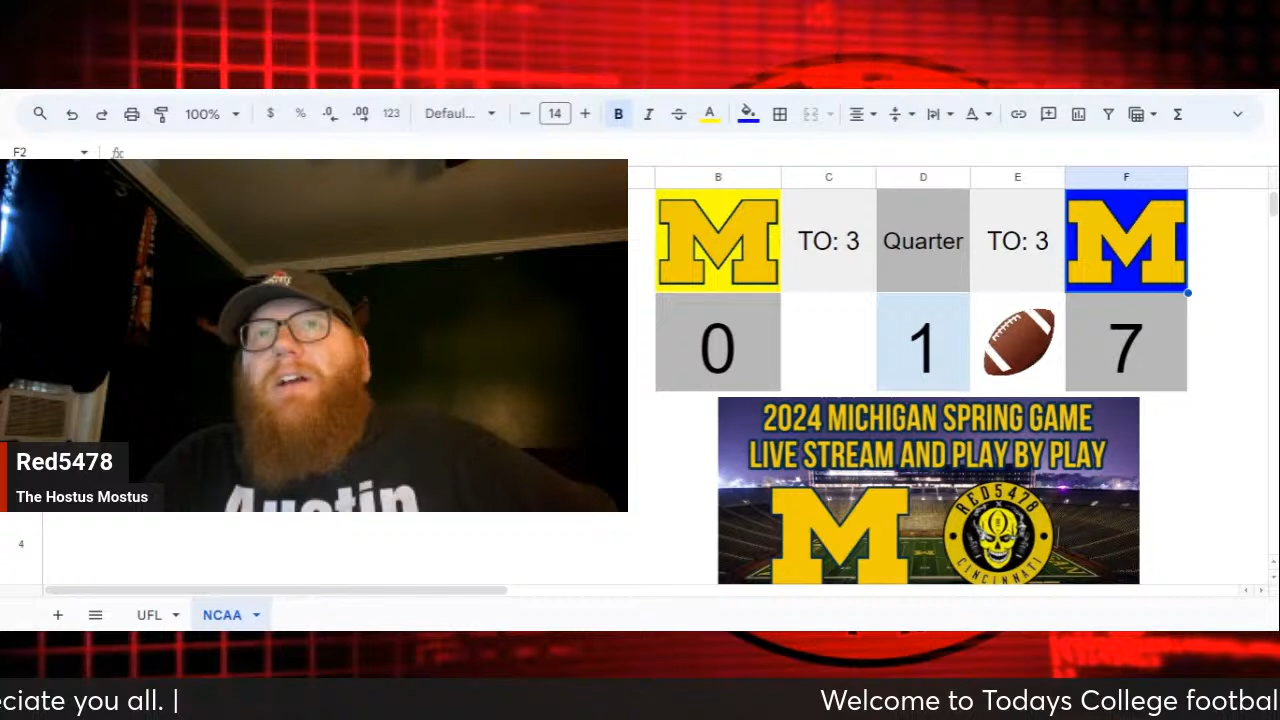 100%
$ % .0 .00 123
Defaul...
14
B I A A Σ
F2
fx
B C D E F
M TO: 3 Quarter TO: 3 M
0 1 7
2024 MICHIGAN SPRING GAME
LIVE STREAM AND PLAY BY PLAY
M
RED5478
CINCINNATI
Red5478
The Hostus Mostus
Austin
4
+ UFL NCAA
eciate you all. |
Welcome to Todays College footbal